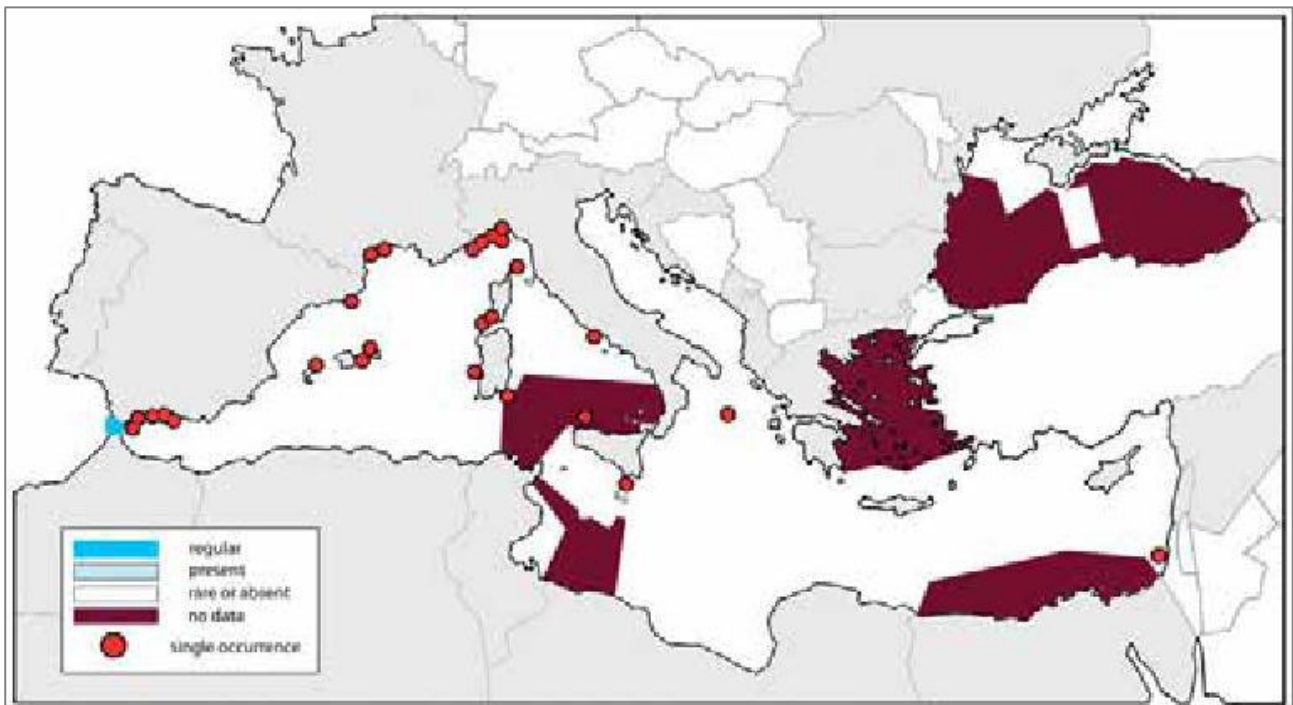 regular
present
rare or absent
no data
single occurrence